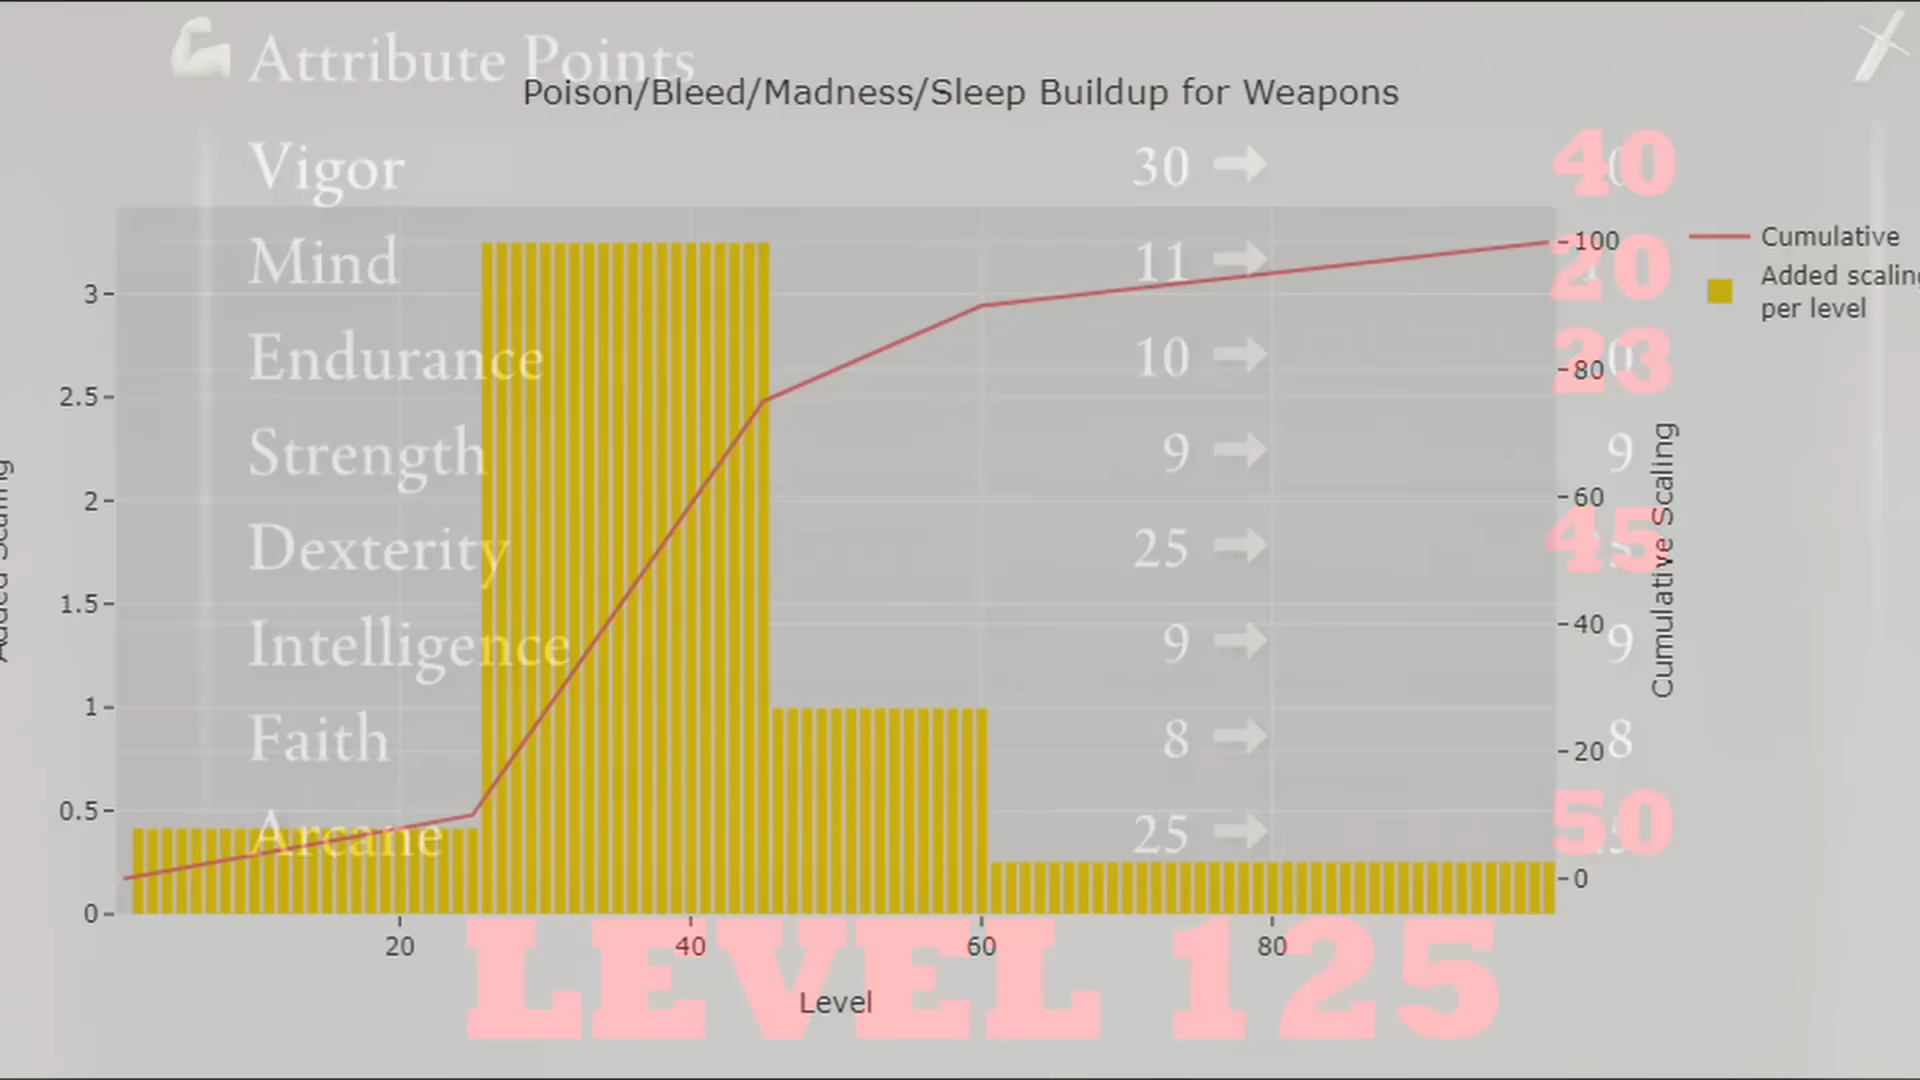 Attribute Points
Poison/Bleed/Madness/Sleep Buildup for Weapons
Vigor 30 → 40
Mind 11 → 20
Endurance 10 → 23
Strength 9 → 9
Dexterity 25 → 45
Intelligence 9 → 9
Faith 8 → 8
Arcane 25 → 50
3
2.5
2
1.5
1
0.5
0
100
80
60
40
20
0
Cumulative Scaling
Cumulative
Added scaling
per level
20 40 60 80
Level
LEVEL 125